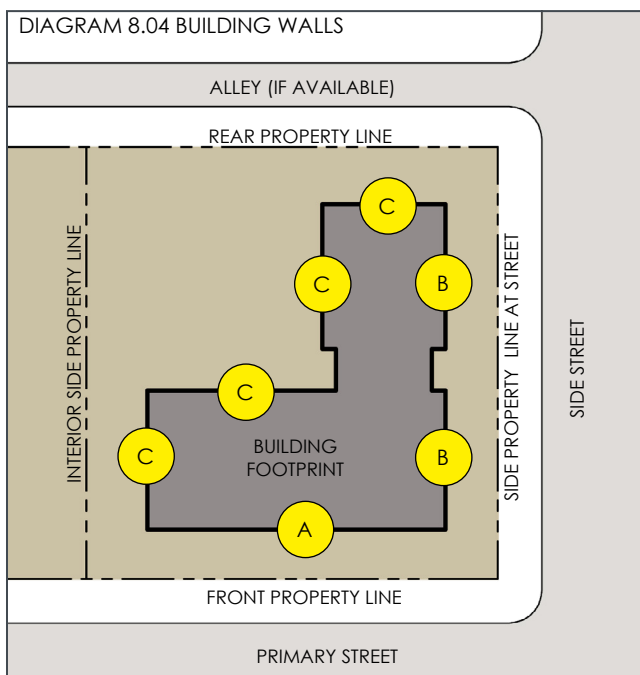 DIAGRAM 8.04 BUILDING WALLS
ALLEY (IF AVAILABLE)
REAR PROPERTY LINE
C
C
B
INTERIOR SIDE PROPERTY LINE
SIDE PROPERTY LINE AT STREET
SIDE STREET
C
C
BUILDING
FOOTPRINT
B
A
FRONT PROPERTY LINE
PRIMARY STREET